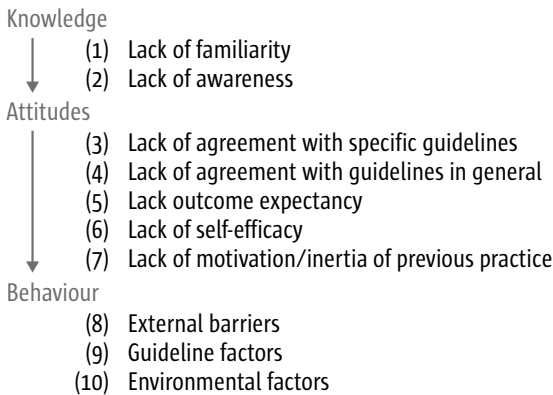 Knowledge
(1) Lack of familiarity
(2) Lack of awareness
Attitudes
(3) Lack of agreement with specific guidelines
(4) Lack of agreement with guidelines in general
(5) Lack outcome expectancy
(6) Lack of self-efficacy
(7) Lack of motivation/inertia of previous practice
Behaviour
(8) External barriers
(9) Guideline factors
(10) Environmental factors